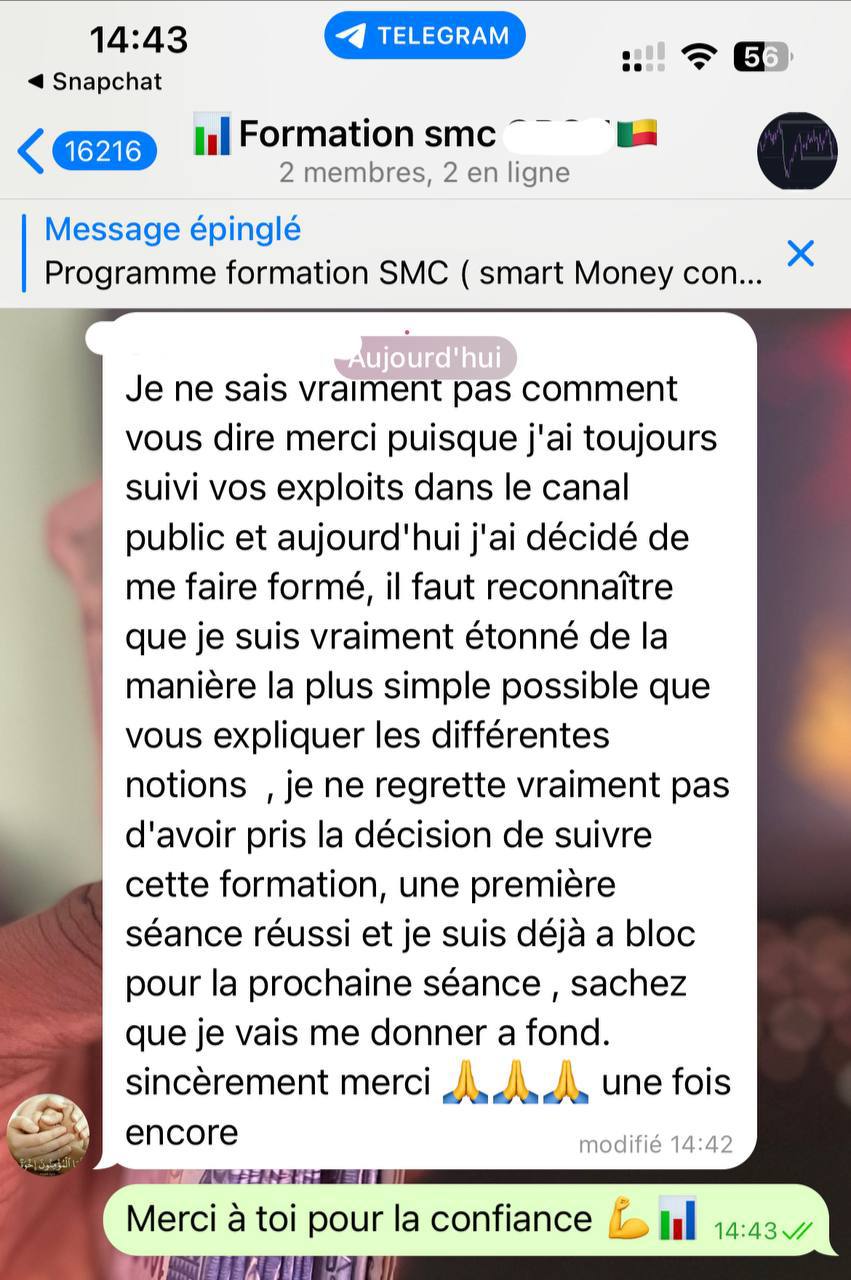 14:43
TELEGRAM
56
Snapchat
16216
Formation smc
2 membres, 2 en ligne
Message épinglé
Programme formation SMC ( smart Money con...
Aujourd'hui
Je ne sais vraiment pas comment
vous dire merci puisque j'ai toujours
suivi vos exploits dans le canal
public et aujourd'hui j'ai décidé de
me faire formé, il faut reconnaître
que je suis vraiment étonné de la
manière la plus simple possible que
vous expliquer les différentes
notions , je ne regrette vraiment pas
d'avoir pris la décision de suivre
cette formation, une première
séance réussi et je suis déjà a bloc
pour la prochaine séance , sachez
que je vais me donner a fond.
sincèrement merci 🙏🙏🙏 une fois
encore
modifié 14:42
Merci à toi pour la confiance 💪📊
14:43